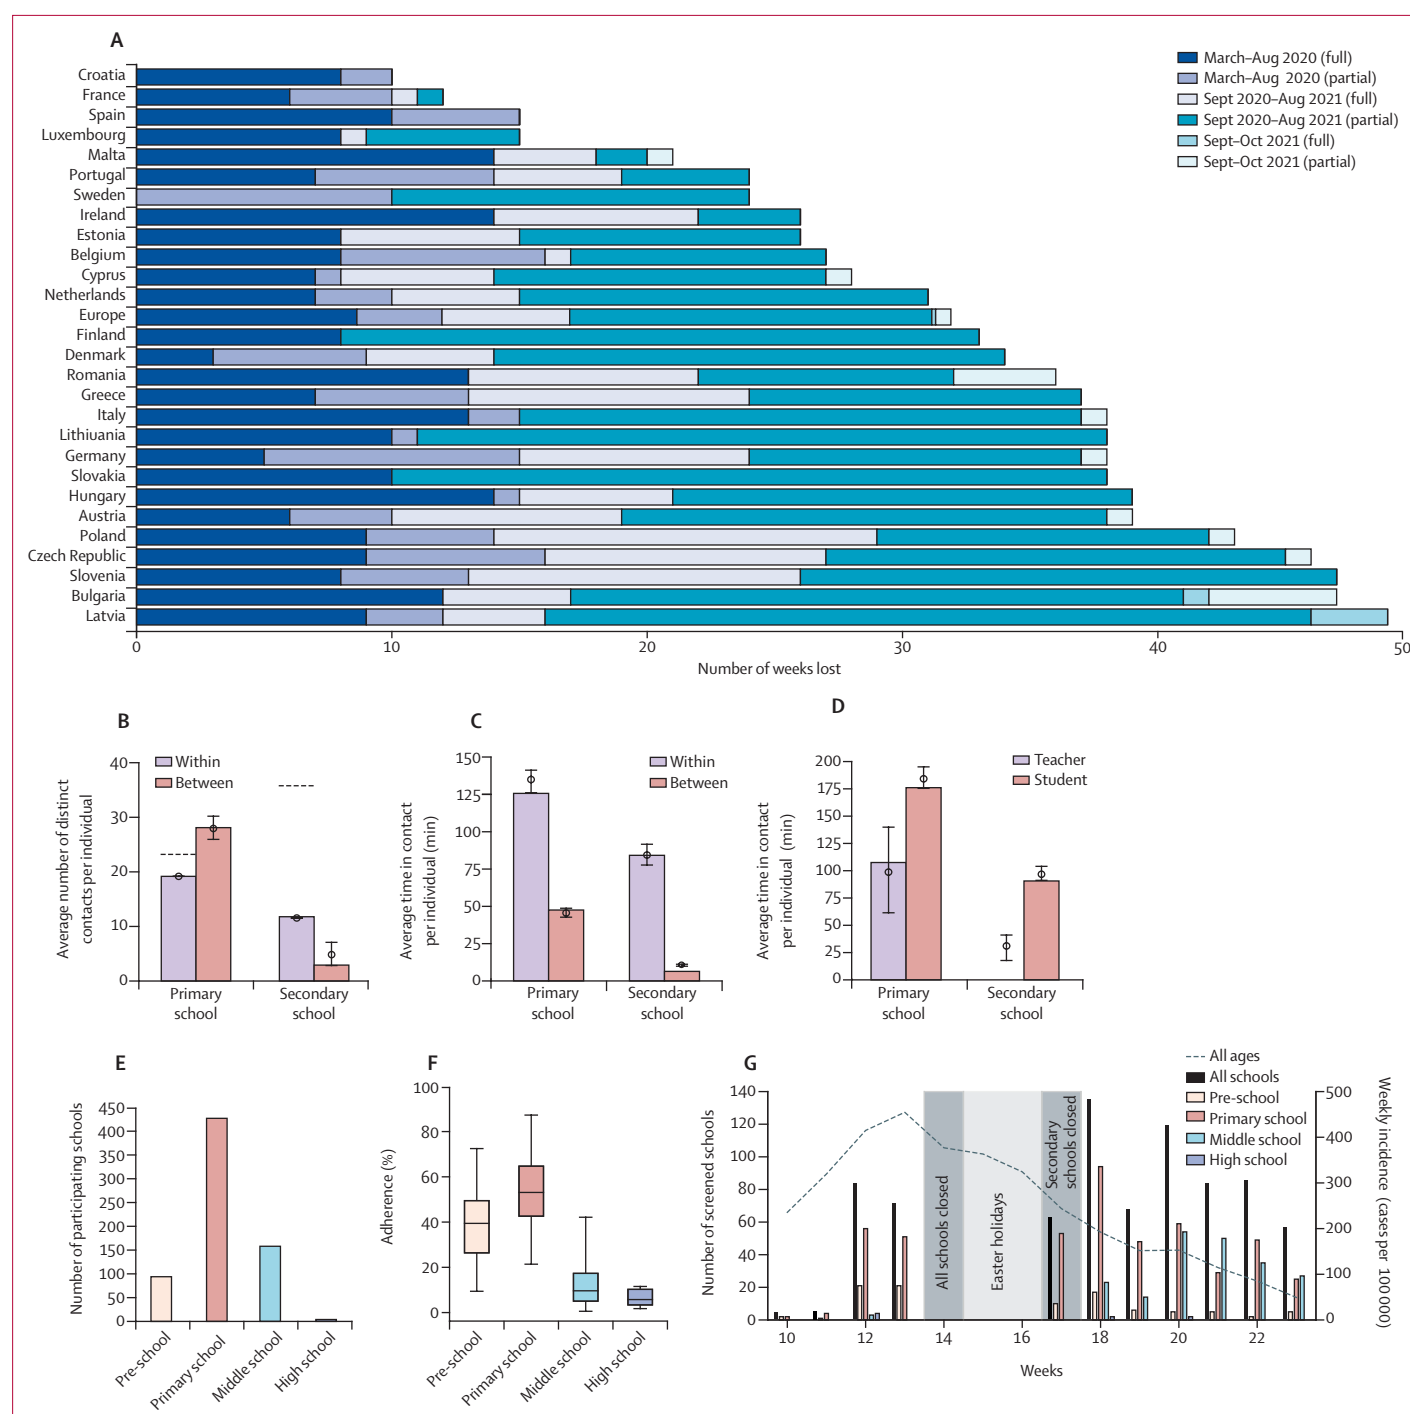 A
March–Aug 2020 (full)
March–Aug 2020 (partial)
Sept 2020–Aug 2021 (full)
Sept 2020–Aug 2021 (partial)
Sept–Oct 2021 (full)
Sept–Oct 2021 (partial)
Croatia
France
Spain
Luxembourg
Malta
Portugal
Sweden
Ireland
Estonia
Belgium
Cyprus
Netherlands
Europe
Finland
Denmark
Romania
Greece
Italy
Lithiuania
Germany
Slovakia
Hungary
Austria
Poland
Czech Republic
Slovenia
Bulgaria
Latvia
0 10 20 30 40 50
Number of weeks lost
B
Average number of distinct
contacts per individual
40
30
20
10
0
Within
Between
Primary
school
Secondary
school
C
Average time in contact
per individual (min)
150
125
100
75
50
25
0
Within
Between
Primary
school
Secondary
school
D
Average time in contact
per individual (min)
200
175
150
125
100
75
50
25
0
Teacher
Student
Primary
school
Secondary
school
E
Number of participating schools
450
400
350
300
250
200
150
100
50
0
Pre-school
Primary school
Middle school
High school
F
Adherence (%)
100
80
60
40
20
0
Pre-school
Primary school
Middle school
High school
G
All ages
All schools
Pre-school
Primary school
Middle school
High school
Number of screened schools
140
120
100
80
60
40
20
0
All schools closed
Easter holidays
Secondary
schools closed
500
400
300
200
100
0
Weekly incidence (cases per 100 000)
10 12 14 16 18 20 22
Weeks